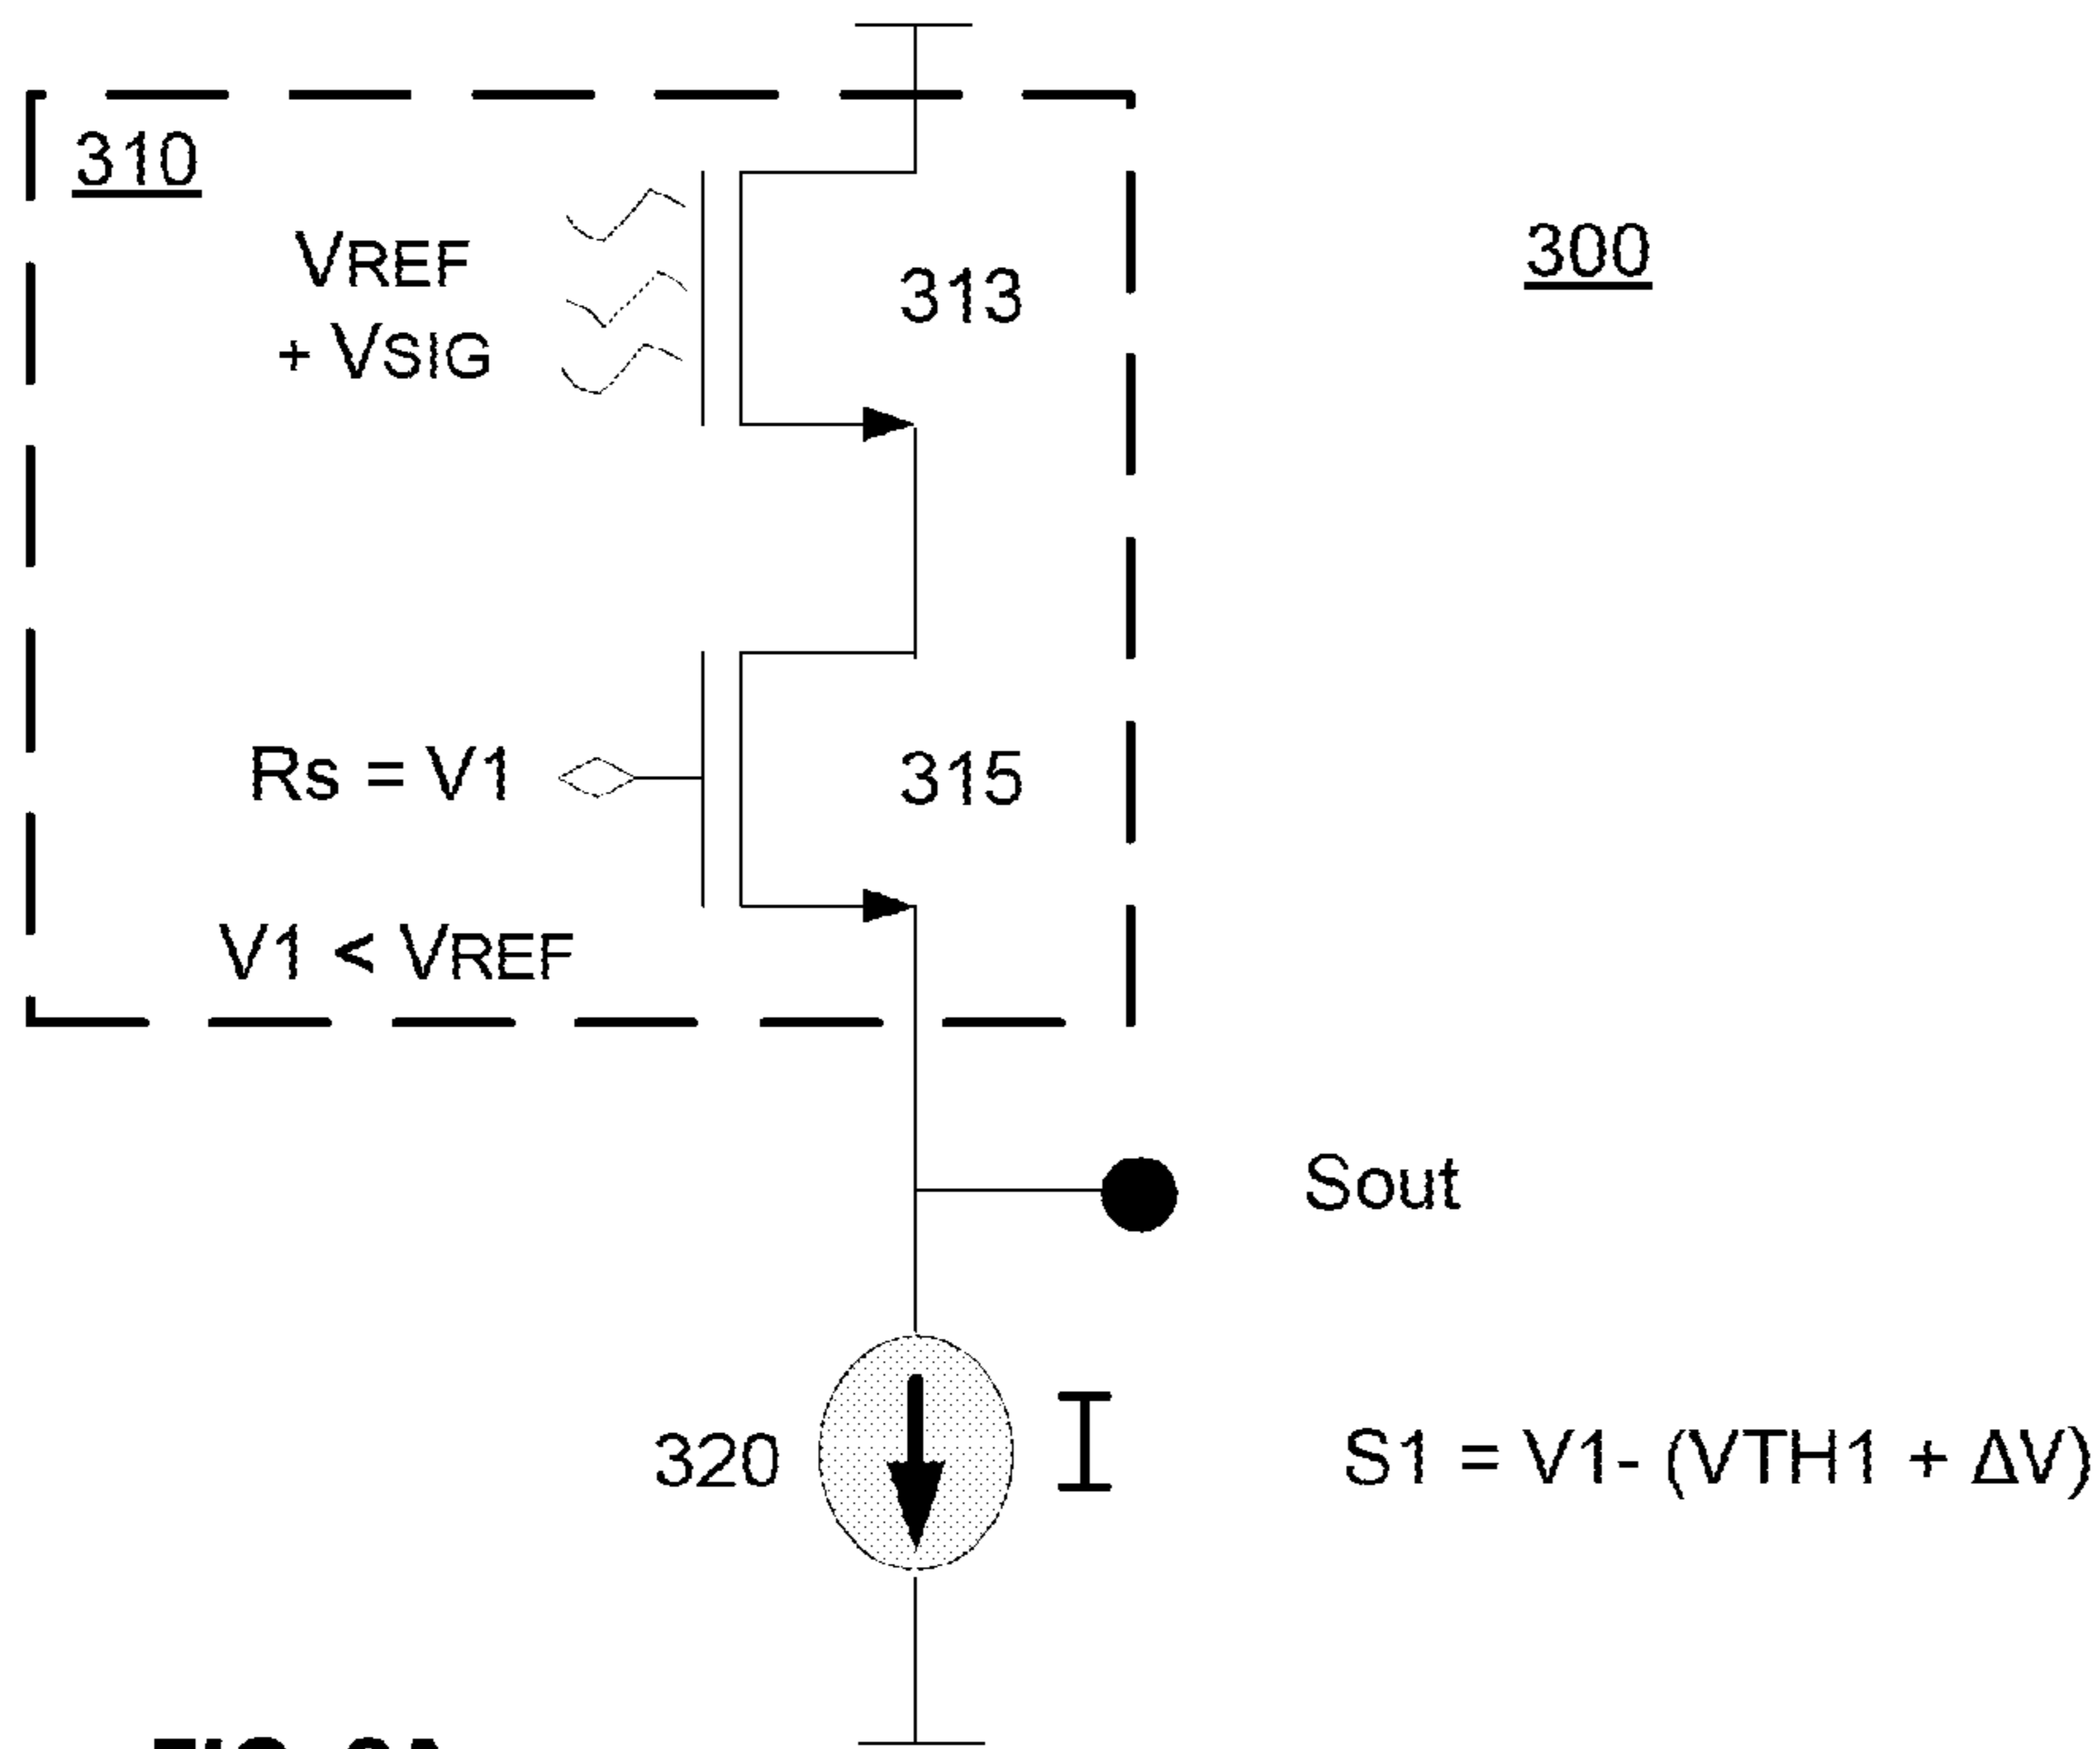 310
VREF
+ VSIG
313
300
Rs = V1
315
V1 < VREF
Sout
320
I
S1 = V1- (VTH1 + ΔV)